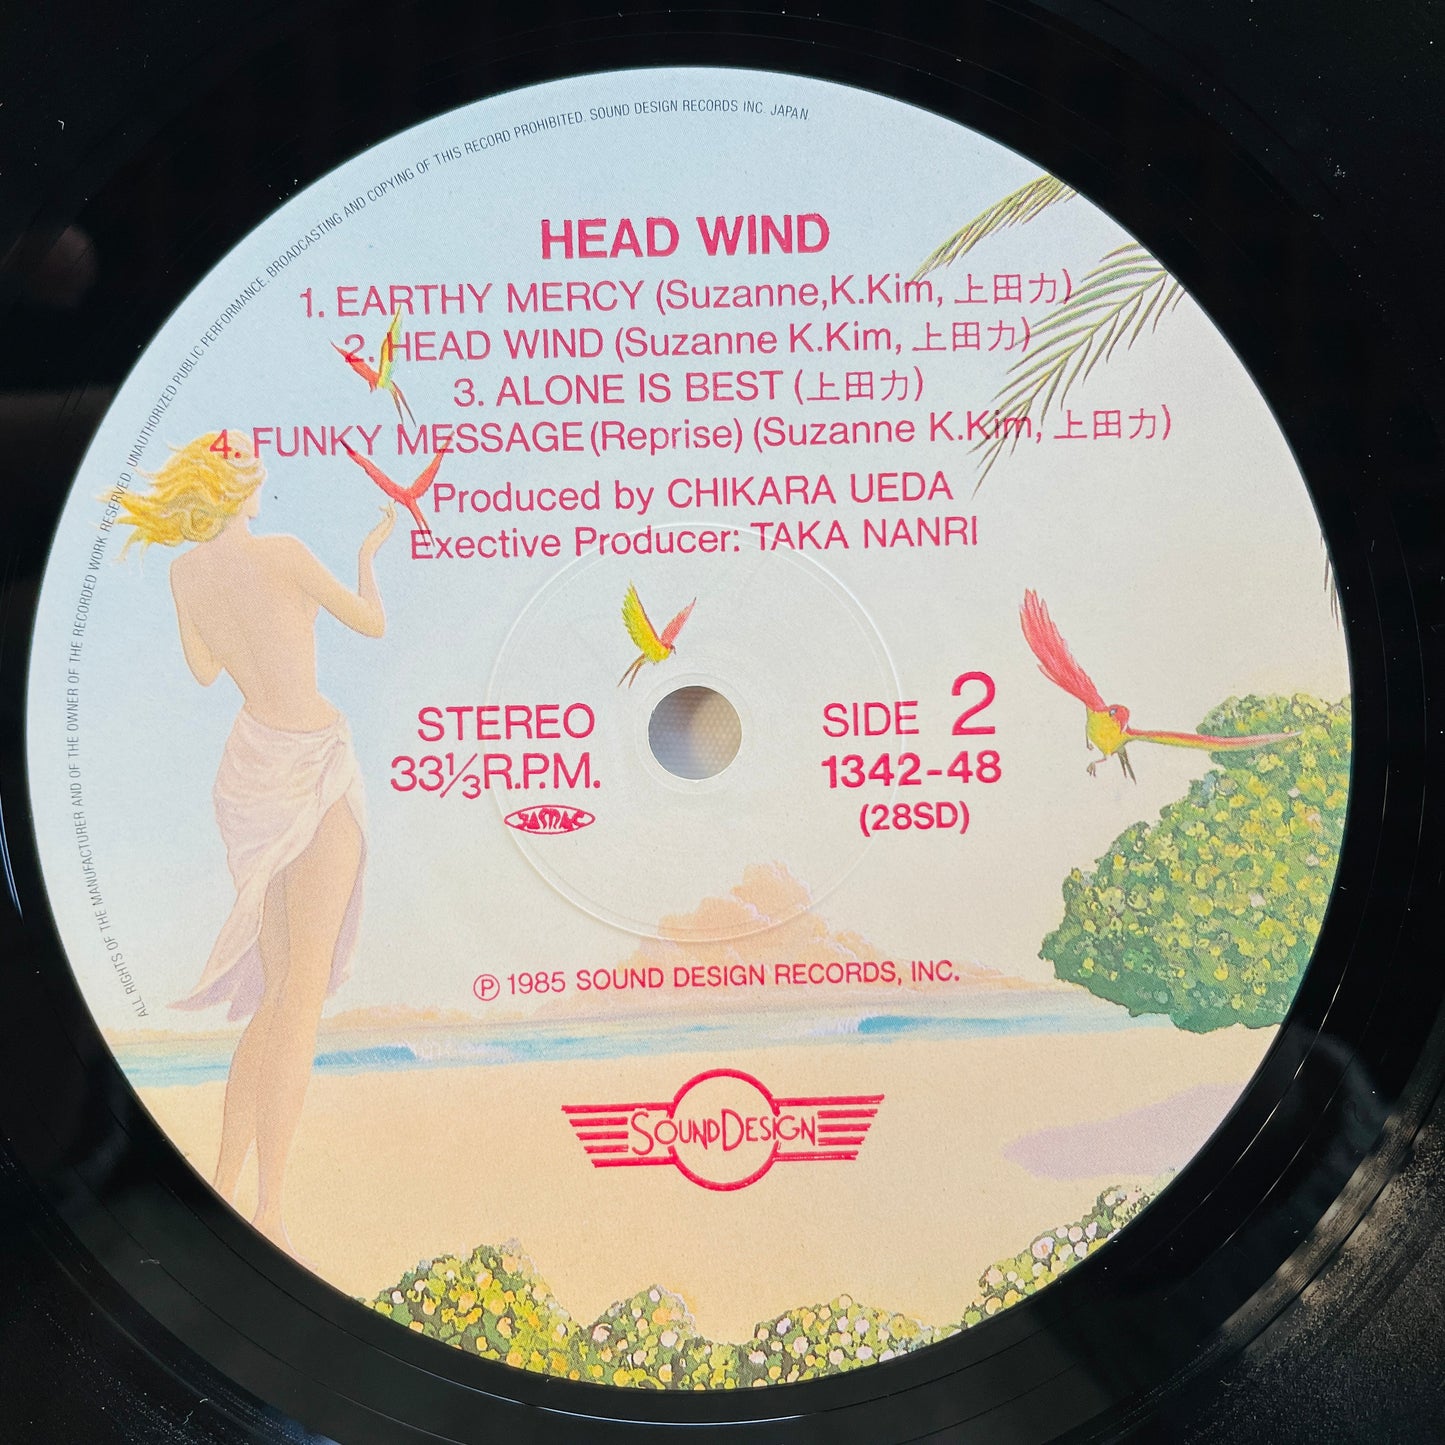 ALL RIGHTS OF THE MANUFACTURER AND OF THE OWNER OF THE RECORDED WORK RESERVED. UNAUTHORIZED PUBLIC PERFORMANCE. BROADCASTING AND COPYING OF THIS RECORD PROHIBITED. SOUND DESIGN RECORDS INC. JAPAN
HEAD WIND
1. EARTHY MERCY (Suzanne,K.Kim, 上田力)
2. HEAD WIND (Suzanne K.Kim, 上田力)
3. ALONE IS BEST (上田力)
4. FUNKY MESSAGE(Reprise) (Suzanne K.Kim, 上田力)
Produced by CHIKARA UEDA
Exective Producer: TAKA NANRI
STEREO
33⅓R.P.M.
JASRAC
SIDE 2
1342-48
(28SD)
Ⓟ 1985 SOUND DESIGN RECORDS, INC.
SOUNDDESIGN